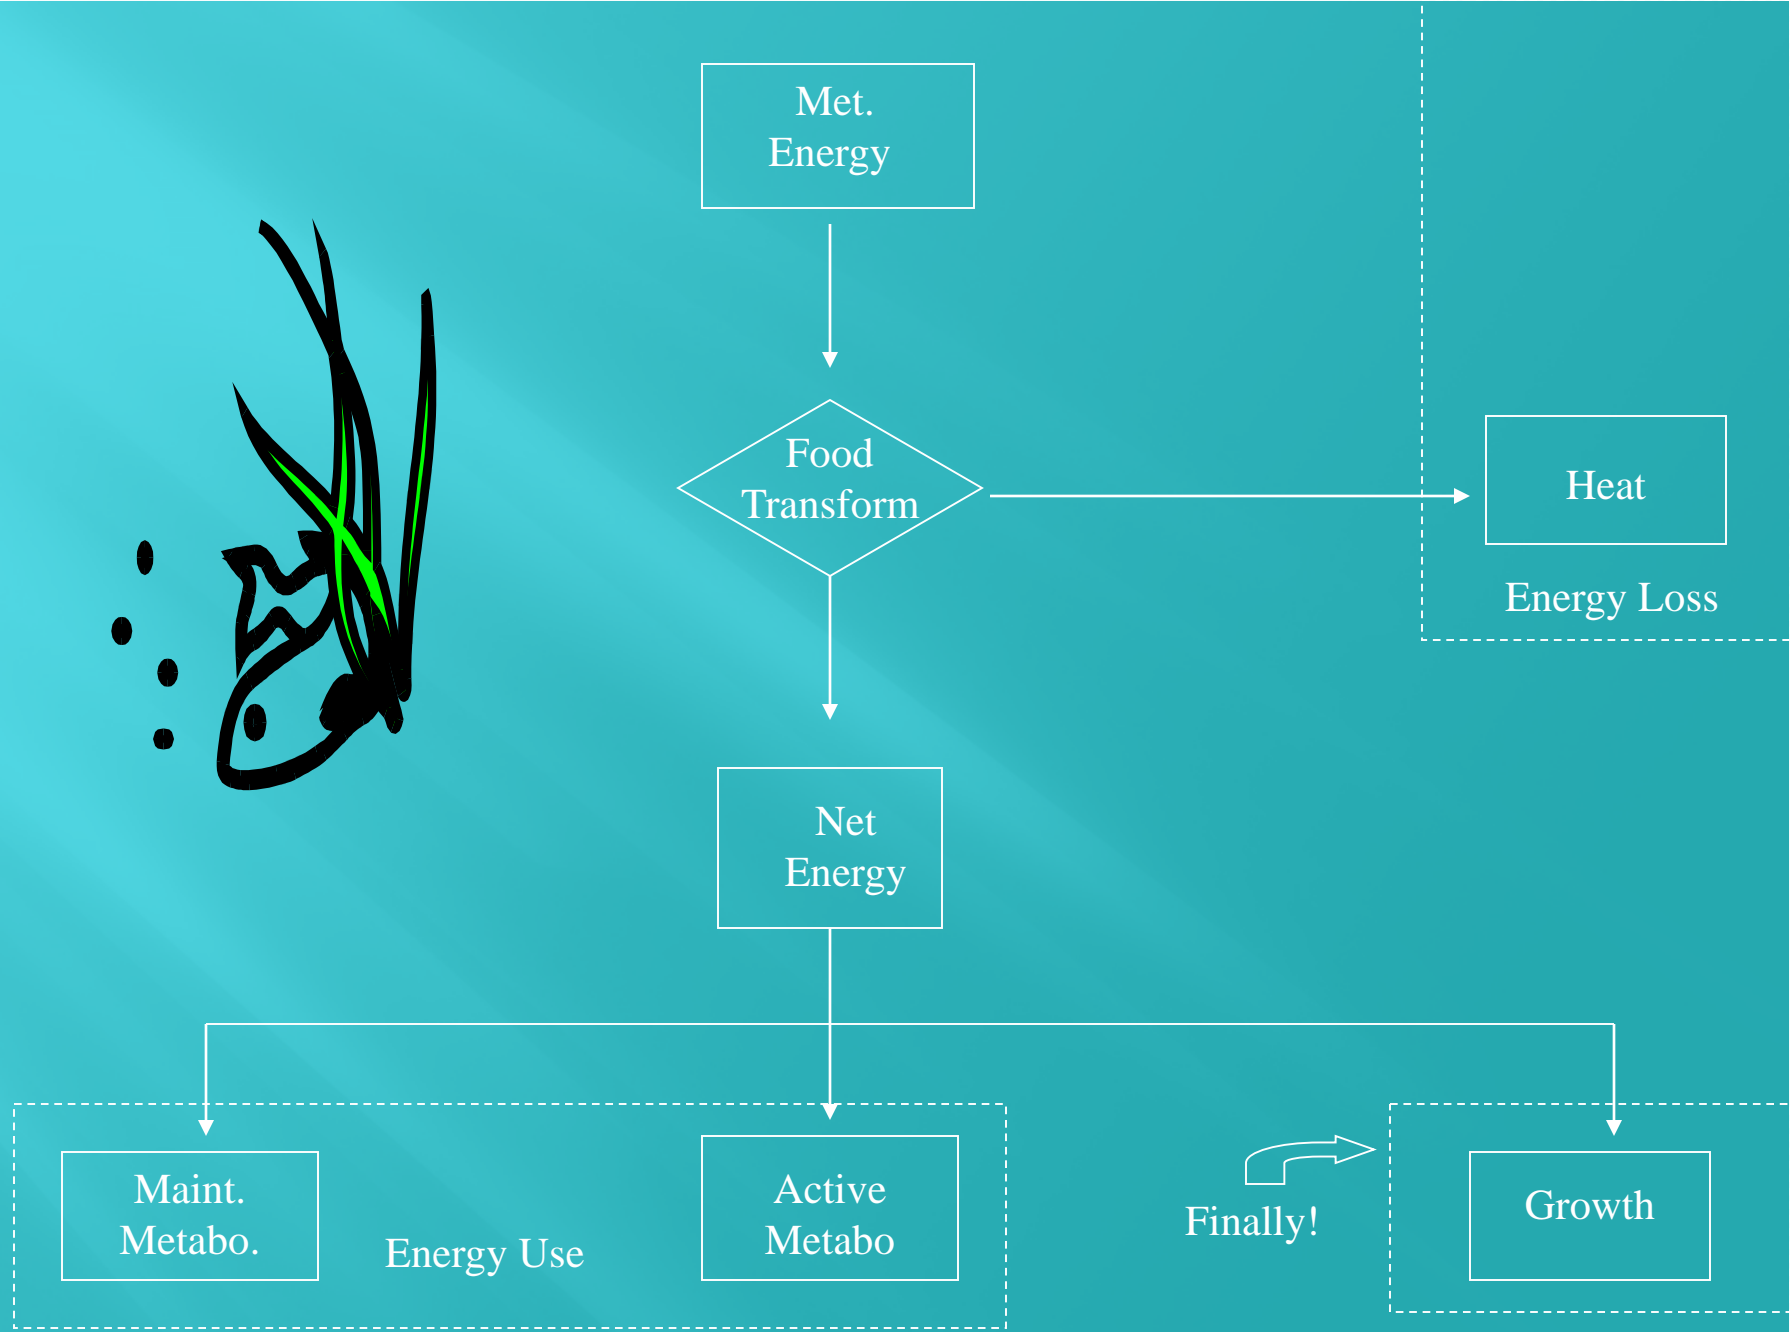 Met.
Energy
Food
Transform
Heat
Energy Loss
Net
Energy
Maint.
Metabo.
Energy Use
Active
Metabo
Finally!
Growth